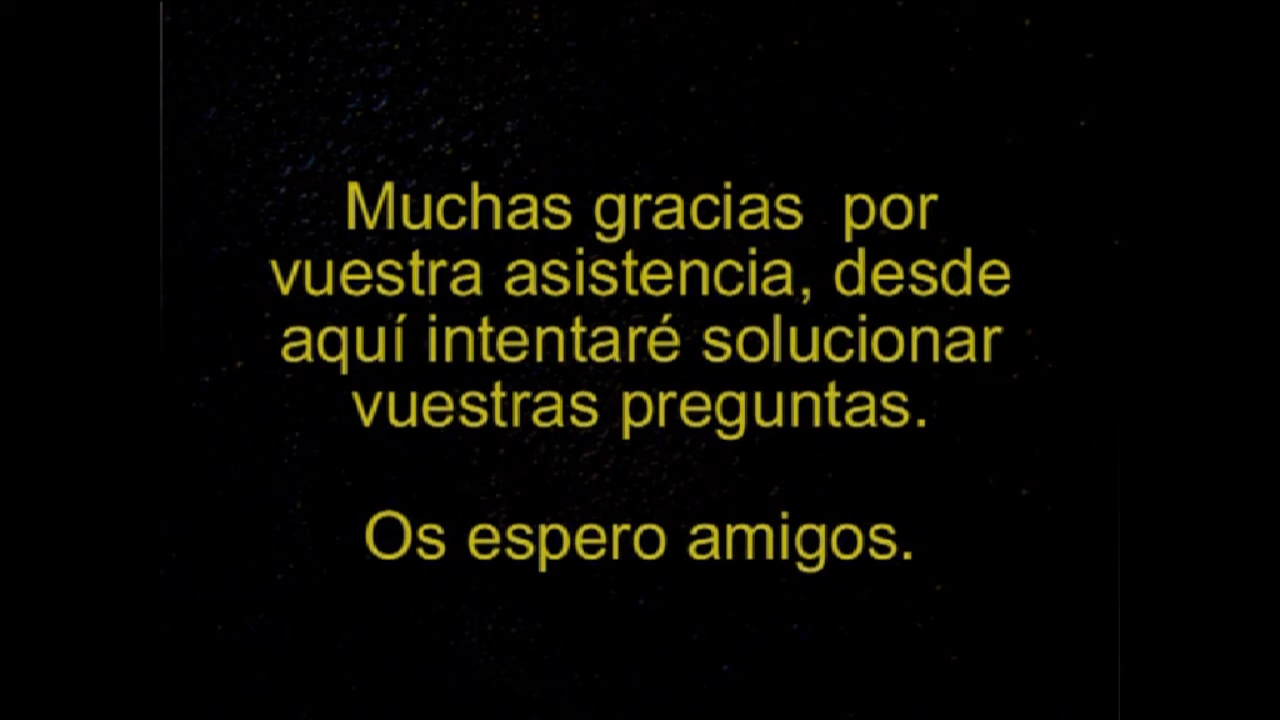 Muchas gracias  por
vuestra asistencia, desde
aquí intentaré solucionar
vuestras preguntas.
Os espero amigos.